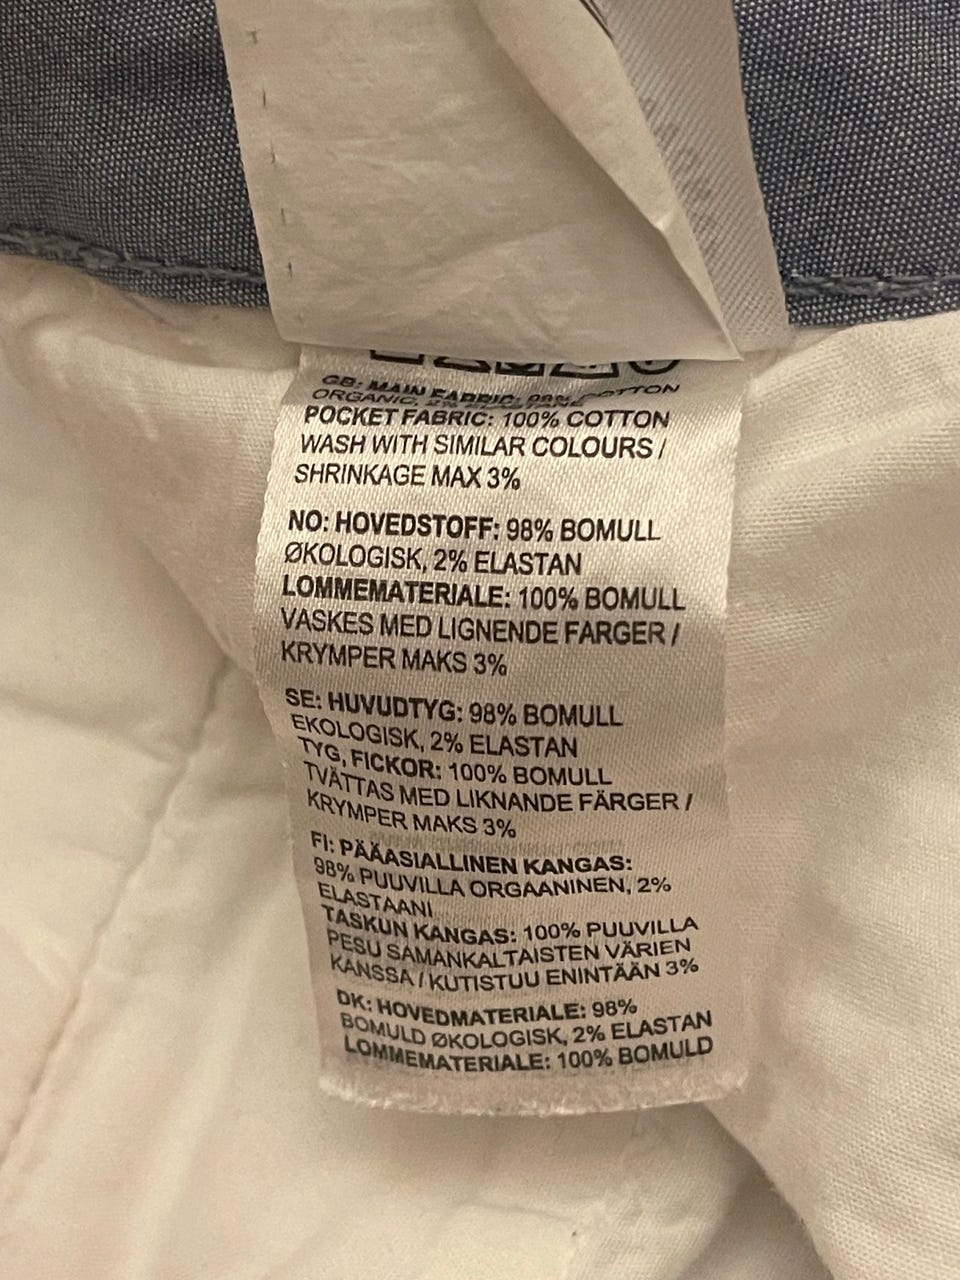 GB: MAIN FABRIC: 98% COTTON
ORGANIC, 2%
POCKET FABRIC: 100% COTTON
WASH WITH SIMILAR COLOURS /
SHRINKAGE MAX 3%
NO: HOVEDSTOFF: 98% BOMULL
ØKOLOGISK, 2% ELASTAN
LOMMEMATERIALE: 100% BOMULL
VASKES MED LIGNENDE FARGER /
KRYMPER MAKS 3%
SE: HUVUDTYG: 98% BOMULL
EKOLOGISK, 2% ELASTAN
TYG, FICKOR: 100% BOMULL
TVÄTTAS MED LIKNANDE FÄRGER /
KRYMPER MAKS 3%
FI: PÄÄASIALLINEN KANGAS:
98% PUUVILLA ORGAANINEN, 2%
ELASTAANI
TASKUN KANGAS: 100% PUUVILLA
PESU SAMANKALTAISTEN VÄRIEN
KANSSA / KUTISTUU ENINTÄÄN 3%
DK: HOVEDMATERIALE: 98%
BOMULD ØKOLOGISK, 2% ELASTAN
LOMMEMATERIALE: 100% BOMULD